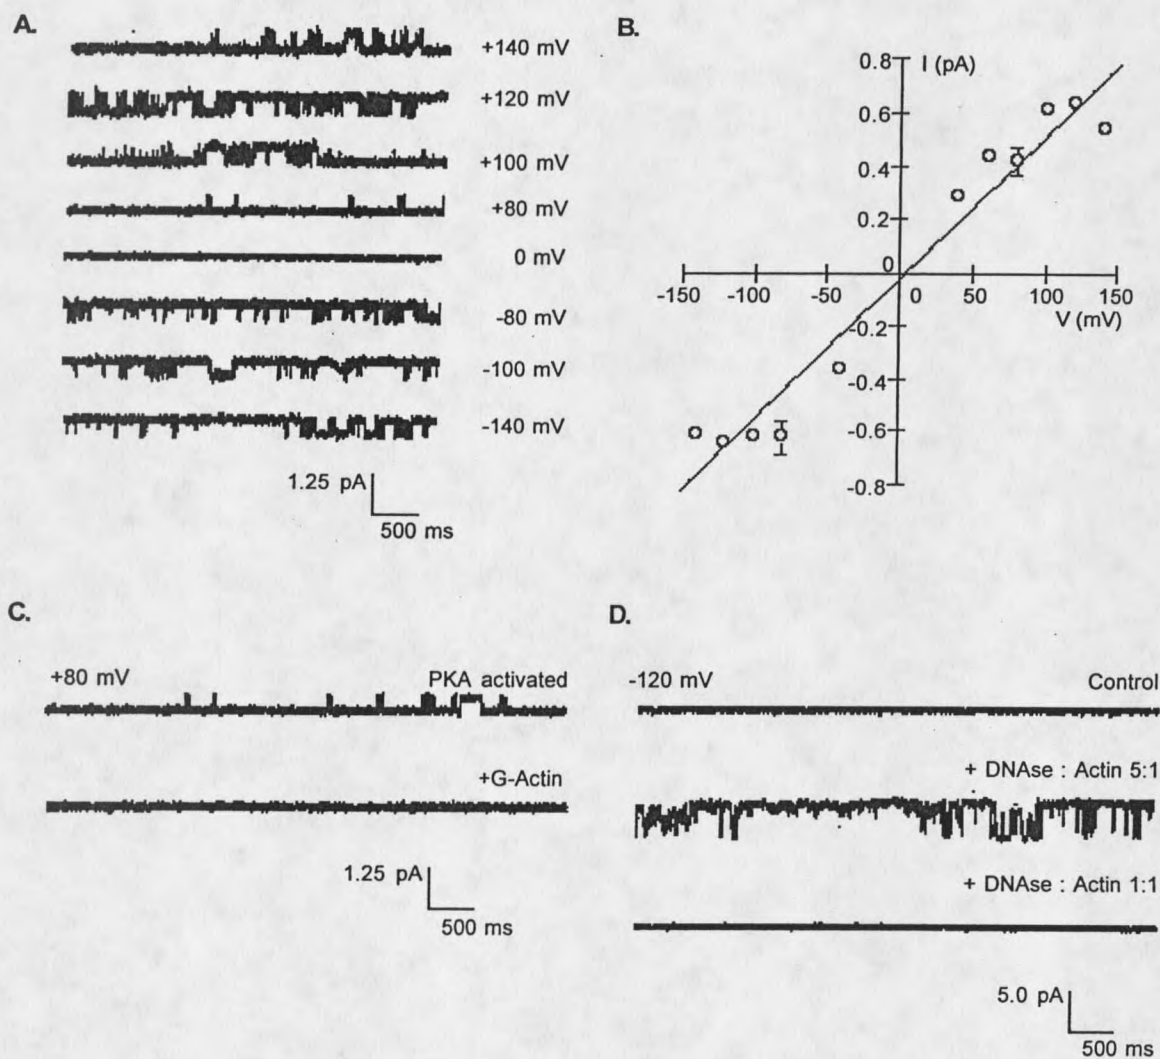 A.
+140 mV
+120 mV
+100 mV
+80 mV
0 mV
-80 mV
-100 mV
-140 mV
1.25 pA
500 ms
B.
I (pA)
0.8
0.6
0.4
0.2
0
-150 -100 -50 0 50 100 150
V (mV)
-0.2
-0.4
-0.6
-0.8
C.
+80 mV PKA activated
+G-Actin
1.25 pA
500 ms
D.
-120 mV Control
+ DNAse : Actin 5:1
+ DNAse : Actin 1:1
5.0 pA
500 ms